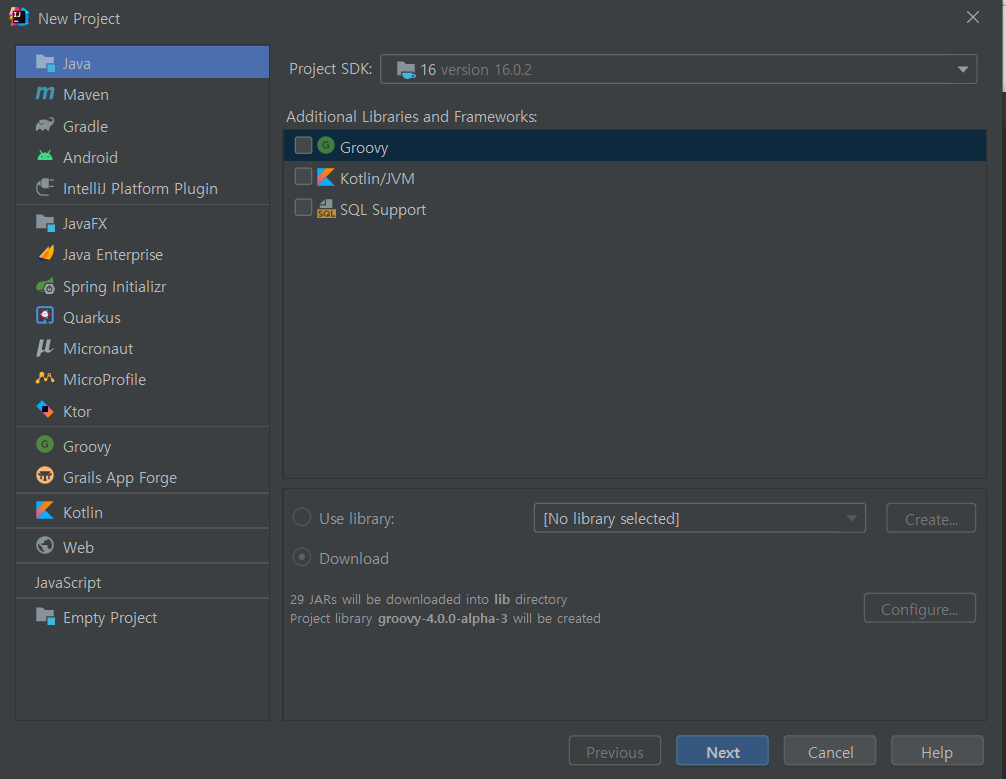 New Project
Java
Maven
Gradle
Android
IntelliJ Platform Plugin
JavaFX
Java Enterprise
Spring Initializr
Quarkus
Micronaut
MicroProfile
Ktor
Groovy
Grails App Forge
Kotlin
Web
JavaScript
Empty Project
Project SDK: 16 version 16.0.2
Additional Libraries and Frameworks:
Groovy
Kotlin/JVM
SQL Support
Use library: [No library selected] Create...
Download
29 JARs will be downloaded into lib directory
Project library groovy-4.0.0-alpha-3 will be created
Configure...
Previous Next Cancel Help